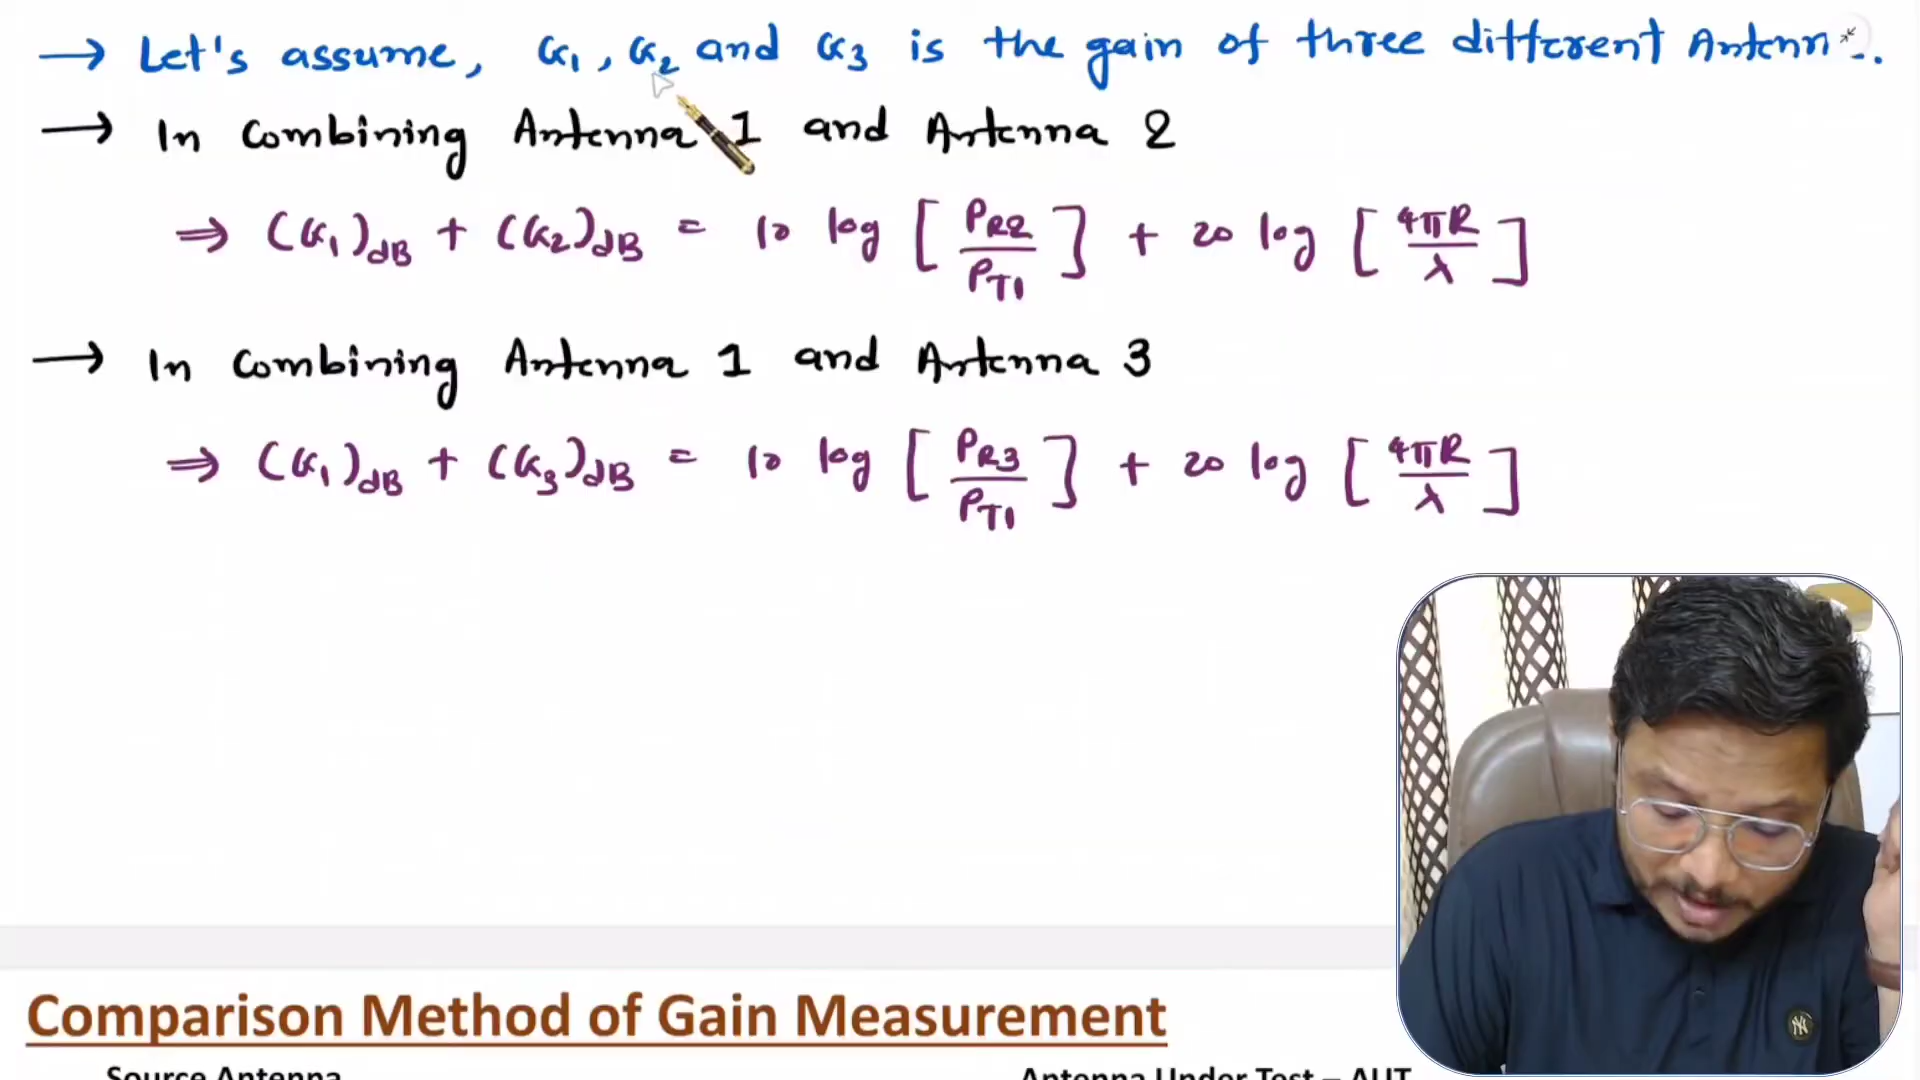 → Let's assume, G1, G2 and G3 is the gain of three different Antenn
→ In Combining Antenna 1 and Antenna 2
⇒ (G1)dB + (G2)dB = 10 log [PR2/PT1] + 20 log [4πR/λ]
→ In Combining Antenna 1 and Antenna 3
⇒ (G1)dB + (G3)dB = 10 log [PR3/PT1] + 20 log [4πR/λ]
Comparison Method of Gain Measurement
Source Antenna
Antenna Under Test – AUT